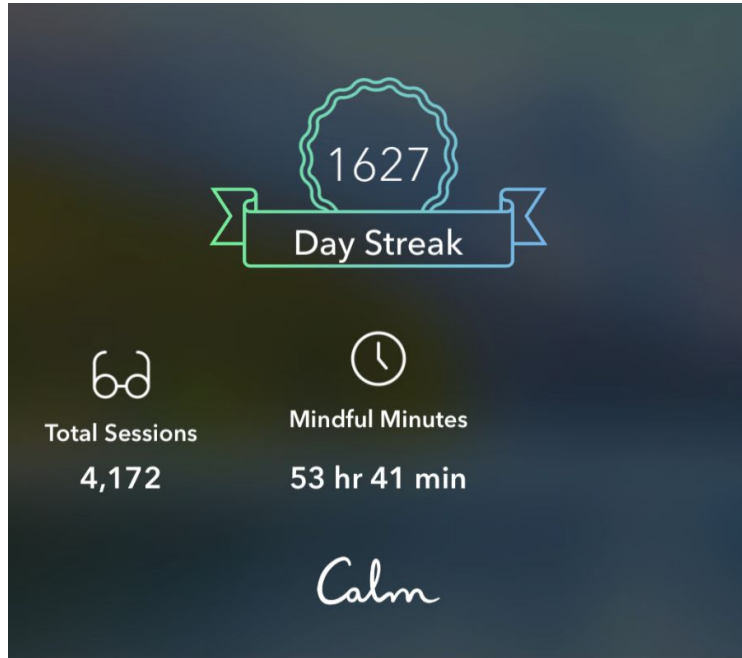 1627
Day Streak
Total Sessions
4,172
Mindful Minutes
53 hr 41 min
Calm